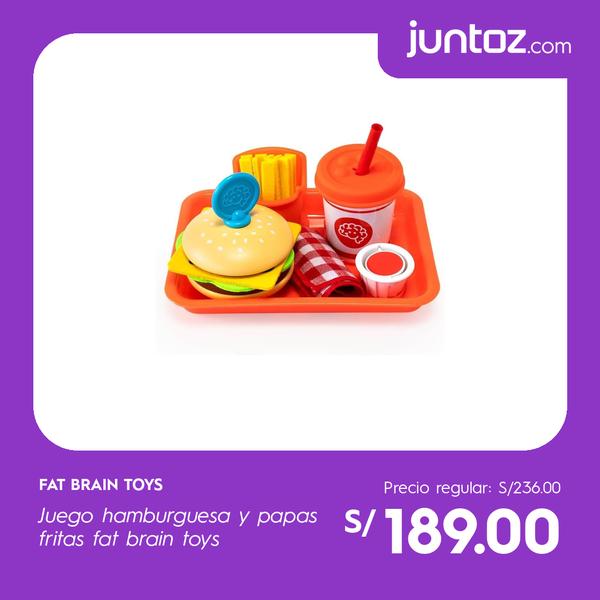 juntoz.com
FAT BRAIN TOYS
Juego hamburguesa y papas
fritas fat brain toys
Precio regular: S/236.00
S/189.00